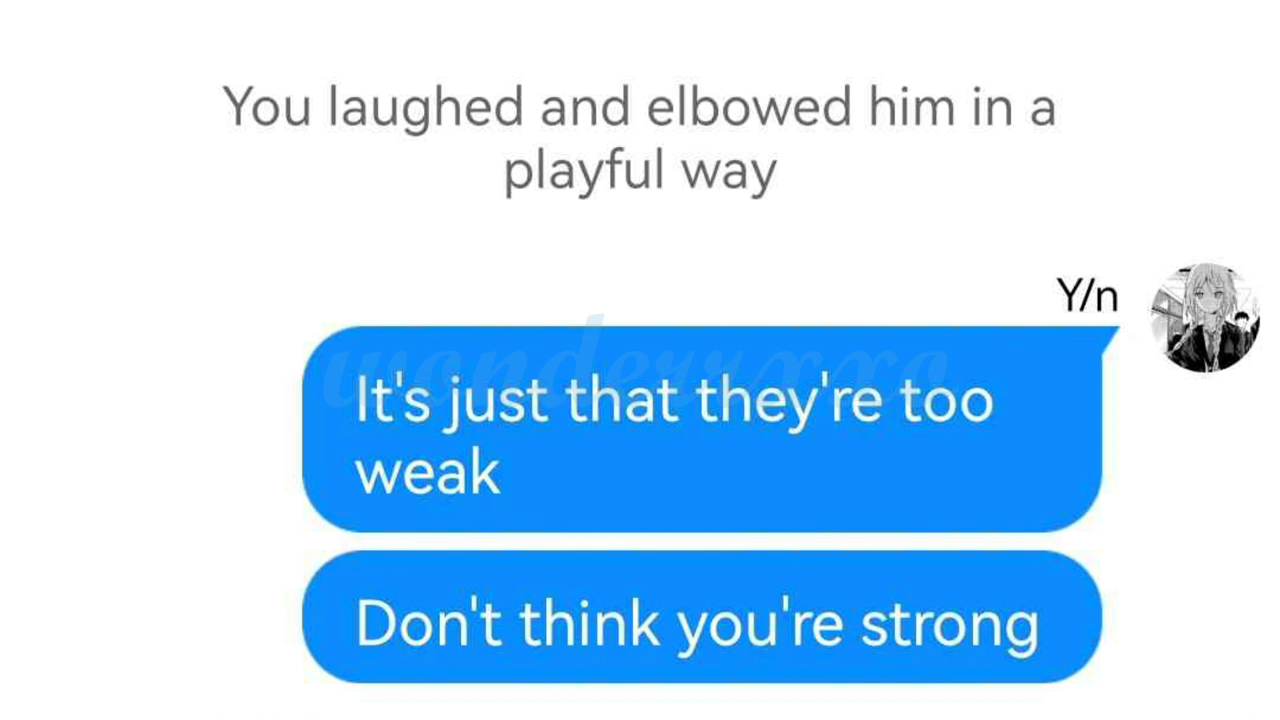 You laughed and elbowed him in a
playful way
Y/n
wonderrxxo
It's just that they're too
weak
Don't think you're strong